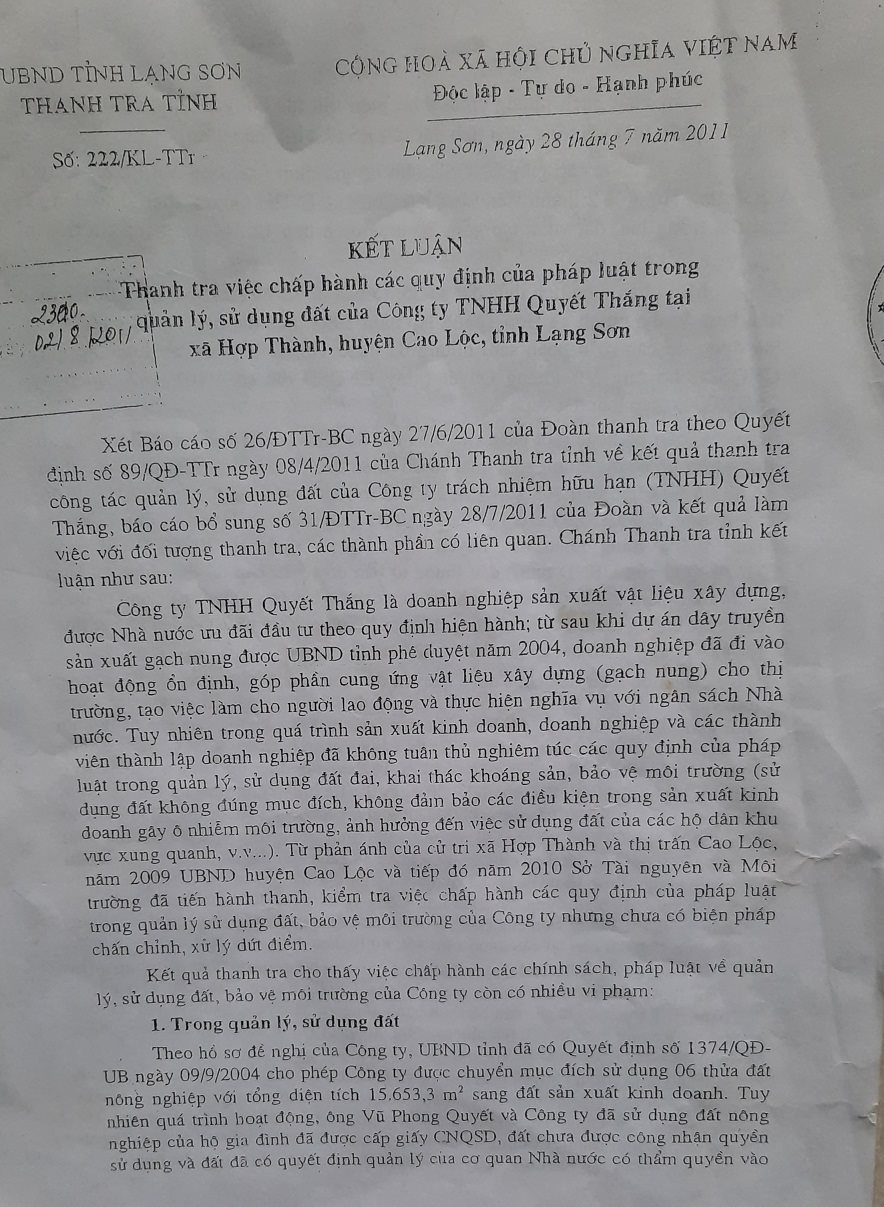 UBND TỈNH LẠNG SƠN
THANH TRA TỈNH
Số: 222/KL-TTr
CỘNG HOÀ XÃ HỘI CHỦ NGHĨA VIỆT NAM
Độc lập - Tự do - Hạnh phúc
Lạng Sơn, ngày 28 tháng 7 năm 2011
KẾT LUẬN
Thanh tra việc chấp hành các quy định của pháp luật trong
quản lý, sử dụng đất của Công ty TNHH Quyết Thắng tại
xã Hợp Thành, huyện Cao Lộc, tỉnh Lạng Sơn
02/8/2011
Xét Báo cáo số 26/ĐTTr-BC ngày 27/6/2011 của Đoàn thanh tra theo Quyết
định số 89/QĐ-TTr ngày 08/4/2011 của Chánh Thanh tra tỉnh về kết quả thanh tra
công tác quản lý, sử dụng đất của Công ty trách nhiệm hữu hạn (TNHH) Quyết
Thắng, báo cáo bổ sung số 31/ĐTTr-BC ngày 28/7/2011 của Đoàn và kết quả làm
việc với đối tượng thanh tra, các thành phần có liên quan. Chánh Thanh tra tỉnh kết
luận như sau:
Công ty TNHH Quyết Thắng là doanh nghiệp sản xuất vật liệu xây dựng,
được Nhà nước ưu đãi đầu tư theo quy định hiện hành; từ sau khi dự án dây truyền
sản xuất gạch nung được UBND tỉnh phê duyệt năm 2004, doanh nghiệp đã đi vào
hoạt động ổn định, góp phần cung ứng vật liệu xây dựng (gạch nung) cho thị
trường, tạo việc làm cho người lao động và thực hiện nghĩa vụ với ngân sách Nhà
nước. Tuy nhiên trong quá trình sản xuất kinh doanh, doanh nghiệp và các thành
viên thành lập doanh nghiệp đã không tuân thủ nghiêm túc các quy định của pháp
luật trong quản lý, sử dụng đất đai, khai thác khoáng sản, bảo vệ môi trường (sử
dụng đất không đúng mục đích, không đảm bảo các điều kiện trong sản xuất kinh
doanh gây ô nhiễm môi trường, ảnh hưởng đến việc sử dụng đất của các hộ dân khu
vực xung quanh, v.v...). Từ phản ánh của cử tri xã Hợp Thành và thị trấn Cao Lộc,
năm 2009 UBND huyện Cao Lộc và tiếp đó năm 2010 Sở Tài nguyên và Môi
trường đã tiến hành thanh, kiểm tra việc chấp hành các quy định của pháp luật
trong quản lý sử dụng đất, bảo vệ môi trường của Công ty nhưng chưa có biện pháp
chấn chỉnh, xử lý dứt điểm.
Kết quả thanh tra cho thấy việc chấp hành các chính sách, pháp luật về quản
lý, sử dụng đất, bảo vệ môi trường của Công ty còn có nhiều vi phạm:
1. Trong quản lý, sử dụng đất
Theo hồ sơ đề nghị của Công ty, UBND tỉnh đã có Quyết định số 1374/QĐ-
UB ngày 09/9/2004 cho phép Công ty được chuyển mục đích sử dụng 06 thửa đất
nông nghiệp với tổng diện tích 15.653,3 m² sang đất sản xuất kinh doanh. Tuy
nhiên quá trình hoạt động, ông Vũ Phong Quyết và Công ty đã sử dụng đất nông
nghiệp của hộ gia đình đã được cấp giấy CNQSD, đất chưa được công nhận quyền
sử dụng và đất đã có quyết định quản lý của cơ quan Nhà nước có thẩm quyền vào